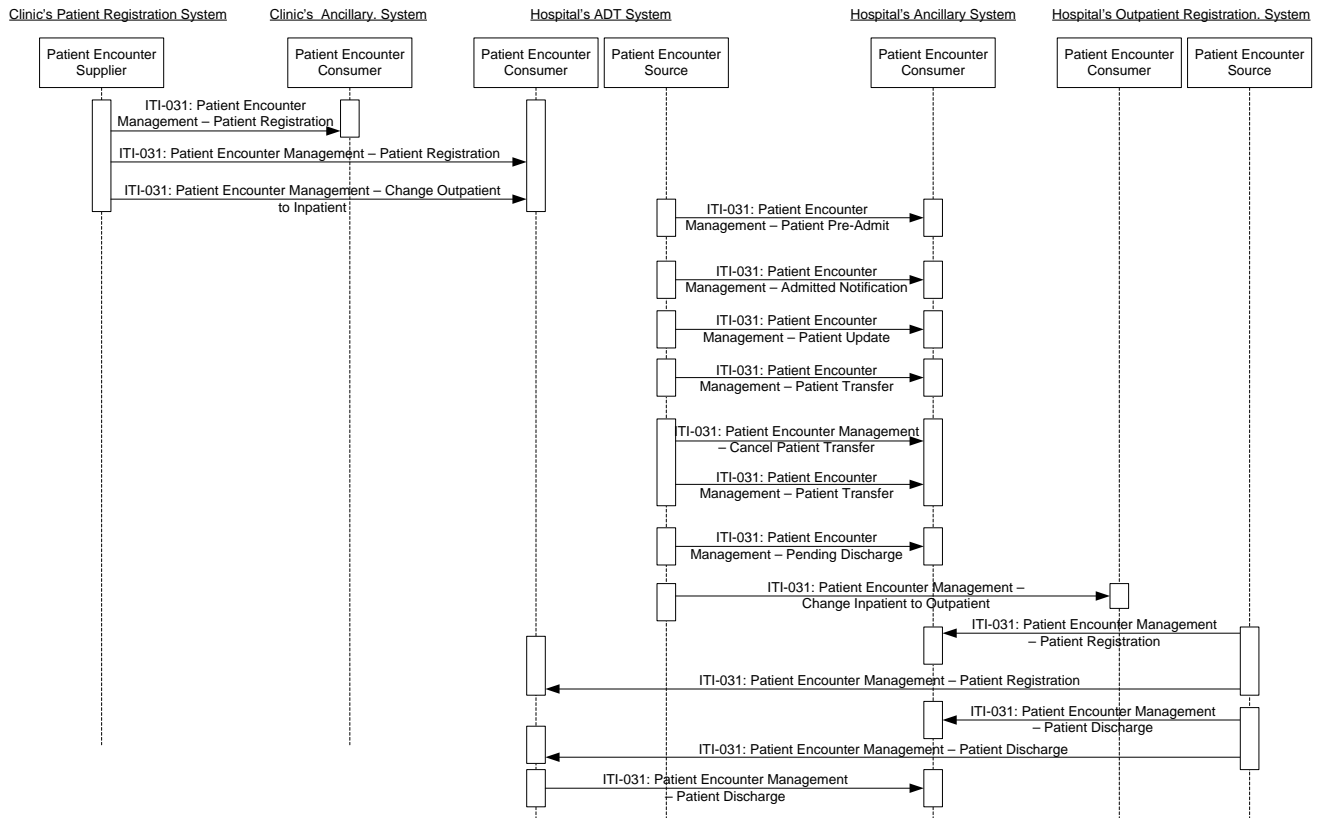 Clinic's Patient Registration System
Clinic's Ancillary. System
Hospital's ADT System
Hospital's Ancillary System
Hospital's Outpatient Registration. System
Patient Encounter
Supplier
Patient Encounter
Consumer
Patient Encounter
Consumer
Patient Encounter
Source
Patient Encounter
Consumer
Patient Encounter
Consumer
Patient Encounter
Source
ITI-031: Patient Encounter
Management – Patient Registration
ITI-031: Patient Encounter Management – Patient Registration
ITI-031: Patient Encounter Management – Change Outpatient
to Inpatient
ITI-031: Patient Encounter
Management – Patient Pre-Admit
ITI-031: Patient Encounter
Management – Admitted Notification
ITI-031: Patient Encounter
Management – Patient Update
ITI-031: Patient Encounter
Management – Patient Transfer
ITI-031: Patient Encounter Management
– Cancel Patient Transfer
ITI-031: Patient Encounter
Management – Patient Transfer
ITI-031: Patient Encounter
Management – Pending Discharge
ITI-031: Patient Encounter Management –
Change Inpatient to Outpatient
ITI-031: Patient Encounter Management
– Patient Registration
ITI-031: Patient Encounter Management – Patient Registration
ITI-031: Patient Encounter Management
– Patient Discharge
ITI-031: Patient Encounter Management – Patient Discharge
ITI-031: Patient Encounter Management
– Patient Discharge